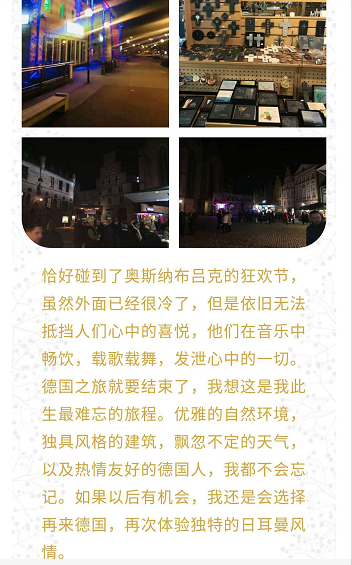 恰好碰到了奥斯纳布吕克的狂欢节，
虽然外面已经很冷了，但是依旧无法
抵挡人们心中的喜悦，他们在音乐中
畅饮，载歌载舞，发泄心中的一切。
德国之旅就要结束了，我想这是我此
生最难忘的旅程。优雅的自然环境，
独具风格的建筑，飘忽不定的天气，
以及热情友好的德国人，我都不会忘
记。如果以后有机会，我还是会选择
再来德国，再次体验独特的日耳曼风
情。